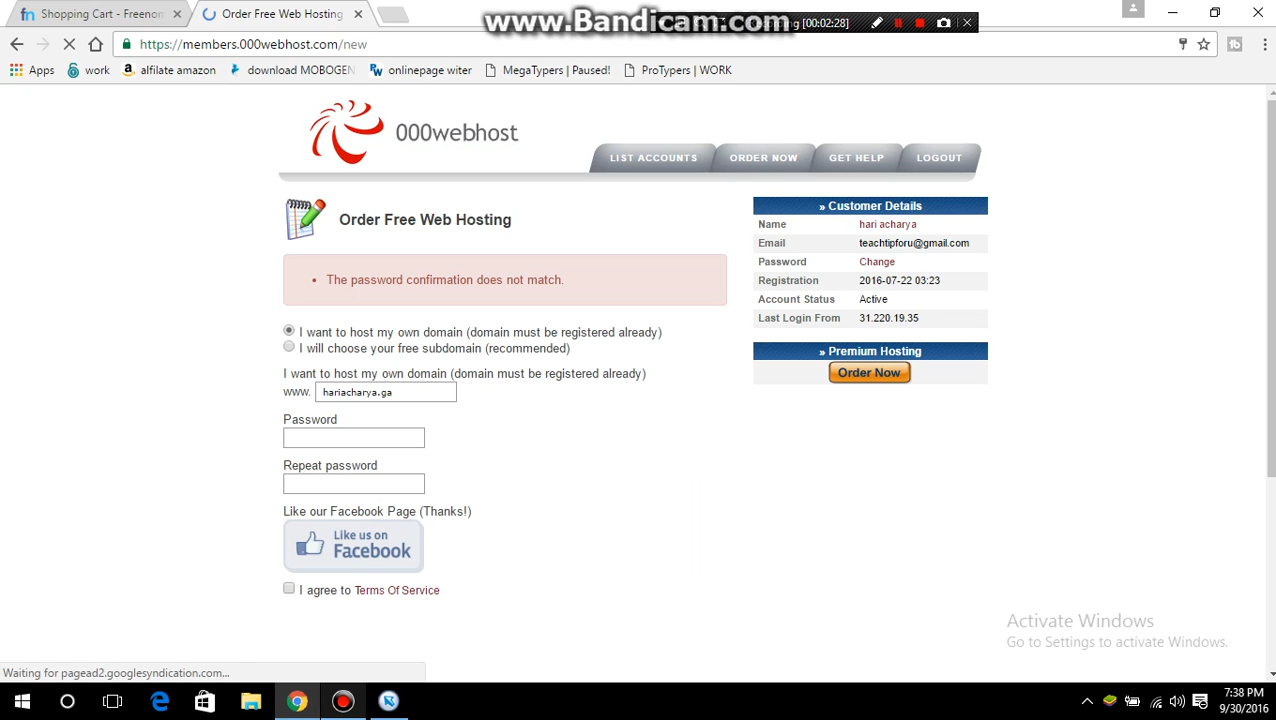 Shopping Cart - Freenom
Order Free Web Hosting
www.Bandicam.com
[00:02:28]
https://members.000webhost.com/new
Apps
work
alfilate amazon
download MOBOGEN
onlinepage witer
MegaTypers | Paused!
ProTypers | WORK
000webhost
LIST ACCOUNTS
ORDER NOW
GET HELP
LOGOUT
Order Free Web Hosting
The password confirmation does not match.
I want to host my own domain (domain must be registered already)
I will choose your free subdomain (recommended)
I want to host my own domain (domain must be registered already)
www. hariacharya.ga
Password
Repeat password
Like our Facebook Page (Thanks!)
Like us on
Facebook
I agree to Terms Of Service
» Customer Details
Name hari acharya
Email teachtipforu@gmail.com
Password Change
Registration 2016-07-22 03:23
Account Status Active
Last Login From 31.220.19.35
» Premium Hosting
Order Now
Activate Windows
Go to Settings to activate Windows.
Waiting for pagead2.googlesyndication.com...
7:38 PM
9/30/2016